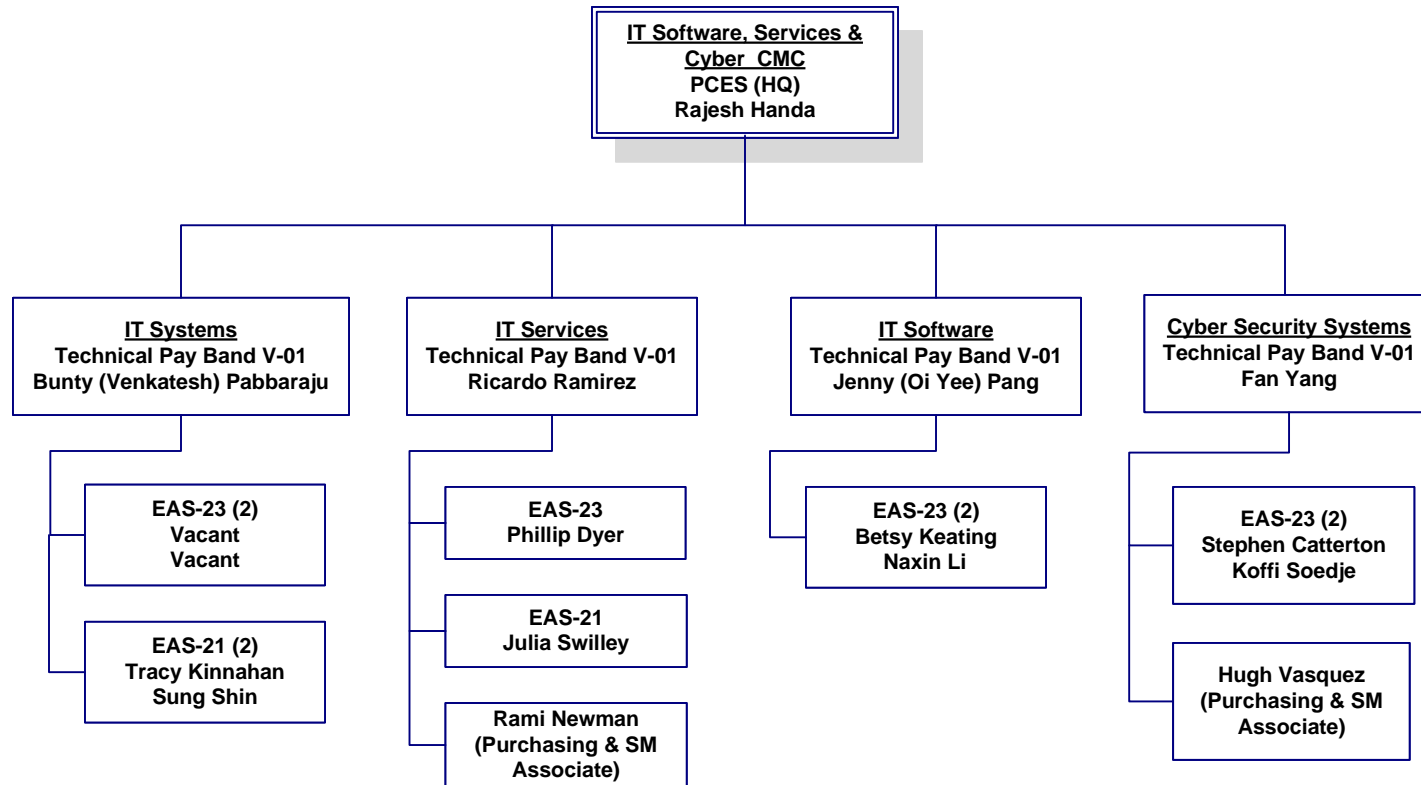 IT Software, Services &
Cyber CMC
PCES (HQ)
Rajesh Handa
IT Systems
Technical Pay Band V-01
Bunty (Venkatesh) Pabbaraju
IT Services
Technical Pay Band V-01
Ricardo Ramirez
IT Software
Technical Pay Band V-01
Jenny (Oi Yee) Pang
Cyber Security Systems
Technical Pay Band V-01
Fan Yang
EAS-23 (2)
Vacant
Vacant
EAS-21 (2)
Tracy Kinnahan
Sung Shin
EAS-23
Phillip Dyer
EAS-21
Julia Swilley
Rami Newman
(Purchasing & SM
Associate)
EAS-23 (2)
Betsy Keating
Naxin Li
EAS-23 (2)
Stephen Catterton
Koffi Soedje
Hugh Vasquez
(Purchasing & SM
Associate)